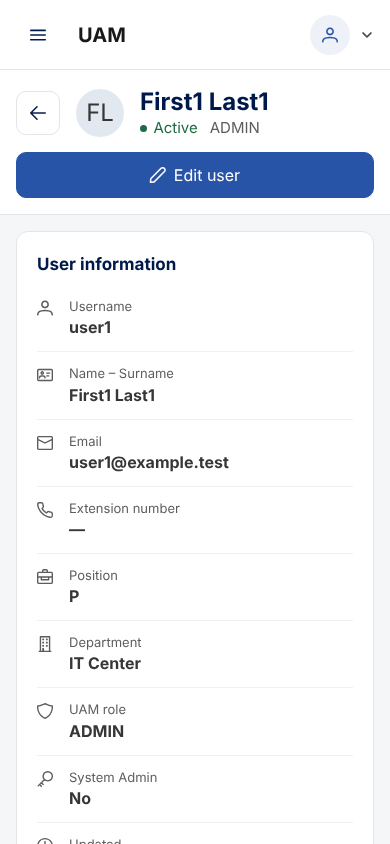 UAM
FL
First1 Last1
Active ADMIN
Edit user
User information
Username
user1
Name – Surname
First1 Last1
Email
user1@example.test
Extension number
—
Position
P
Department
IT Center
UAM role
ADMIN
System Admin
No
Updated